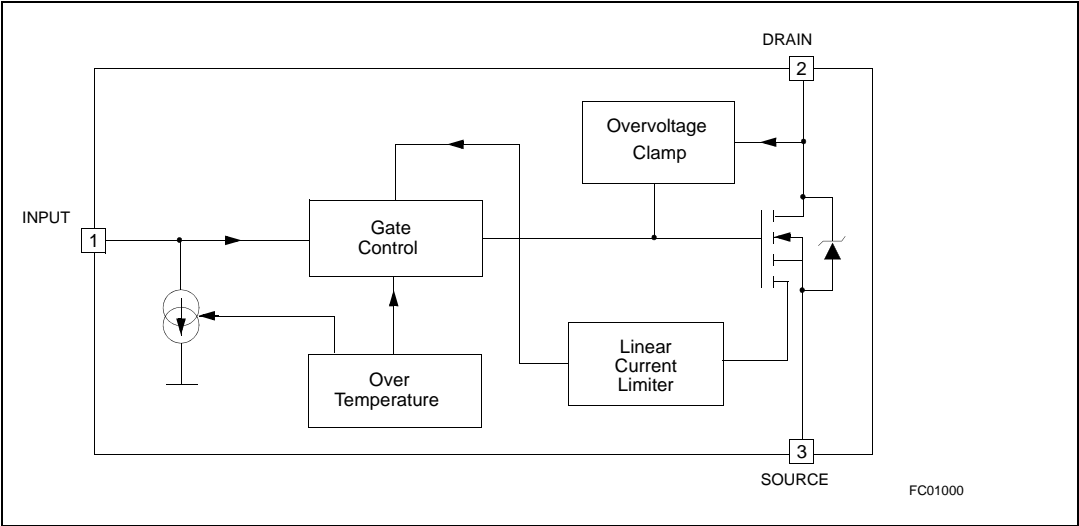 DRAIN
2
Overvoltage
Clamp
INPUT
1
Gate
Control
Linear
Current
Limiter
Over
Temperature
3
SOURCE
FC01000